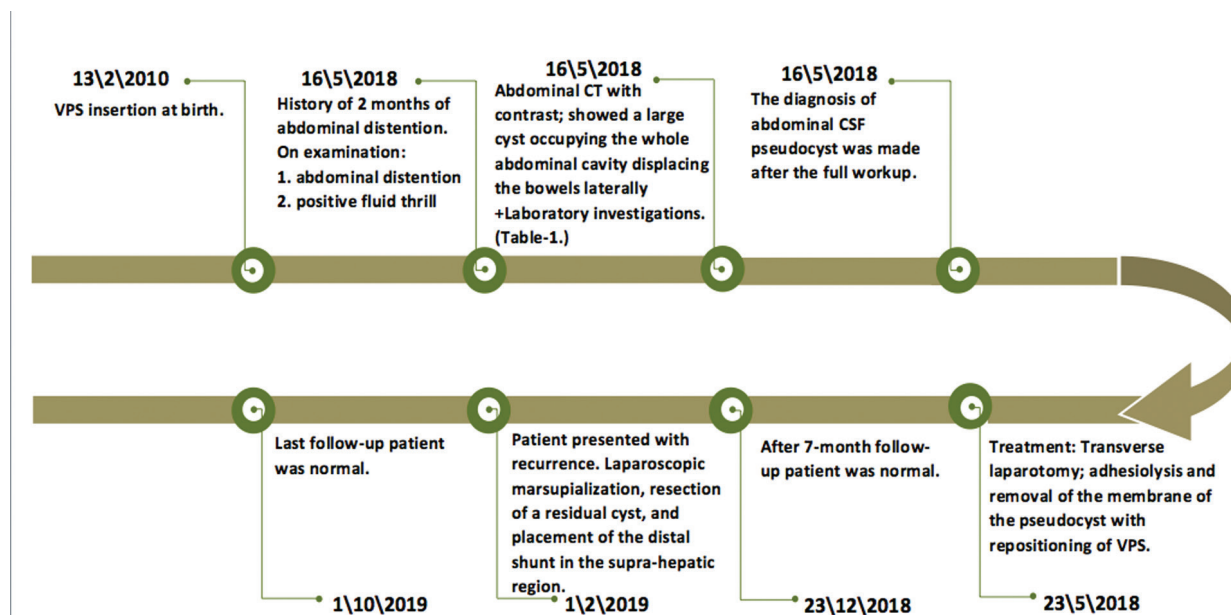 13\2\2010
VPS insertion at birth.
16\5\2018
History of 2 months of
abdominal distention.
On examination:
1. abdominal distention
2. positive fluid thrill
16\5\2018
Abdominal CT with
contrast; showed a large
cyst occupying the whole
abdominal cavity displacing
the bowels laterally
+Laboratory investigations.
(Table-1.)
16\5\2018
The diagnosis of
abdominal CSF
pseudocyst was made
after the full workup.
Treatment: Transverse
laparotomy; adhesiolysis and
removal of the membrane of
the pseudocyst with
repositioning of VPS.
23\5\2018
After 7-month follow-
up patient was normal.
23\12\2018
Patient presented with
recurrence. Laparoscopic
marsupialization, resection
of a residual cyst, and
placement of the distal
shunt in the supra-hepatic
region.
1\2\2019
Last follow-up patient
was normal.
1\10\2019